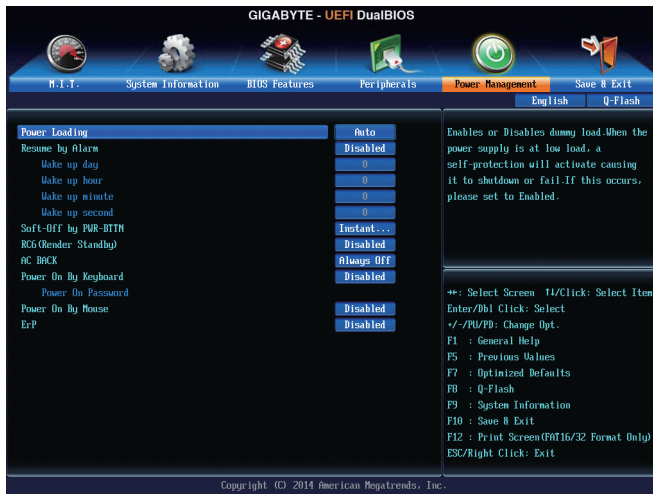 GIGABYTE - UEFI DualBIOS
M.I.T. System Information BIOS Features Peripherals Power Management Save & Exit
English Q-Flash
Power Loading Auto
Resume by Alarm Disabled
Wake up day 0
Wake up hour 0
Wake up minute 0
Wake up second 0
Soft-Off by PWR-BTTN Instant...
RC6(Render Standby) Disabled
AC BACK Always Off
Power On By Keyboard Disabled
Power On Password
Power On By Mouse Disabled
ErP Disabled
Enables or Disables dummy load.When the
power supply is at low load, a
self-protection will activate causing
it to shutdown or fail.If this occurs,
please set to Enabled.
→←: Select Screen ↑↓/Click: Select Item
Enter/Dbl Click: Select
+/-/PU/PD: Change Opt.
F1 : General Help
F5 : Previous Values
F7 : Optimized Defaults
F8 : Q-Flash
F9 : System Information
F10 : Save & Exit
F12 : Print Screen(FAT16/32 Format Only)
ESC/Right Click: Exit
Copyright (C) 2014 American Megatrends, Inc.